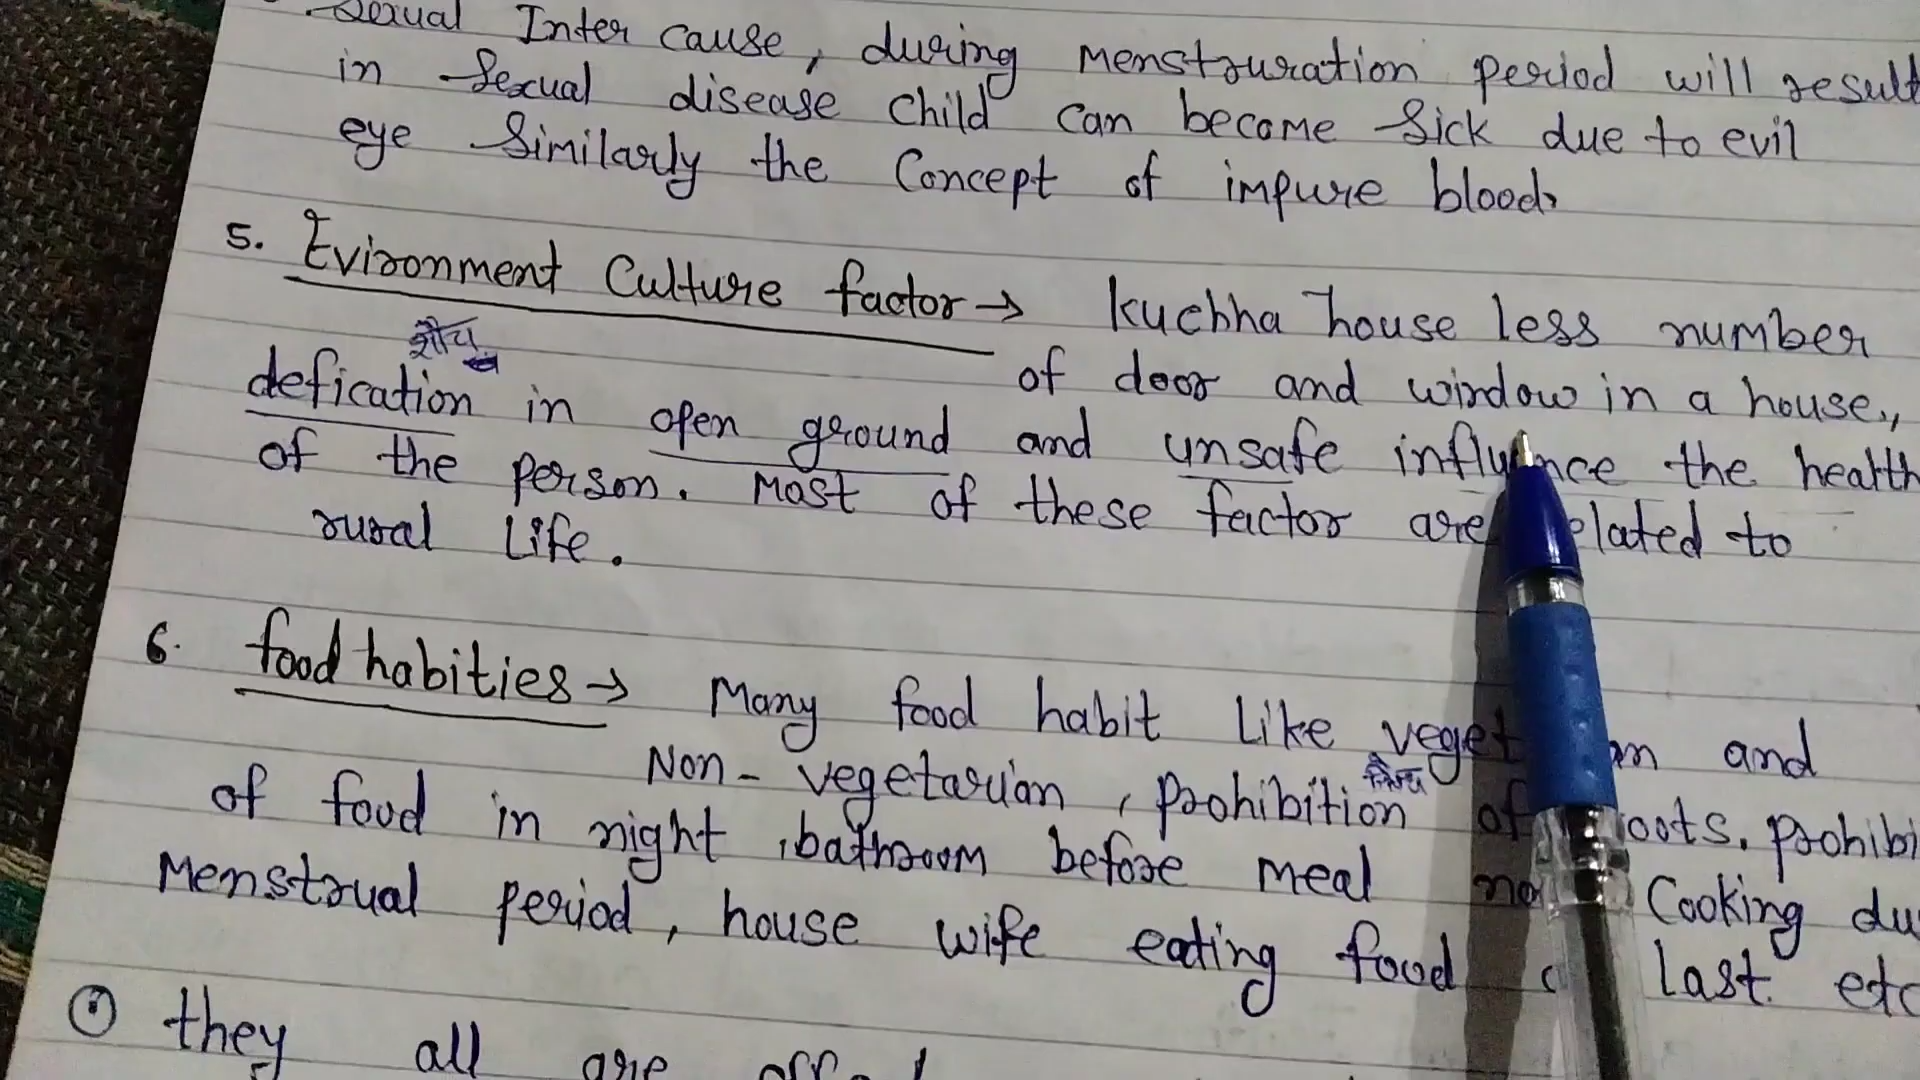 Sexual Inter cause, during menstouration period will result
in Sexual disease child can become Sick due to evil
eye Similarly the Concept of impure blood.
5. Evironment Culture factor → kuchha house less number
of door and window in a house,,
शौच
defication in open ground and unsafe influence the health
of the person. Most of these factor are related to
rural Life.
6. food habities → Many food habit like and
Non-vegetarian, prohibition of
of food in night, bathroom before meal Cooking
Menstrual period, house wife eating food last etc
they all are